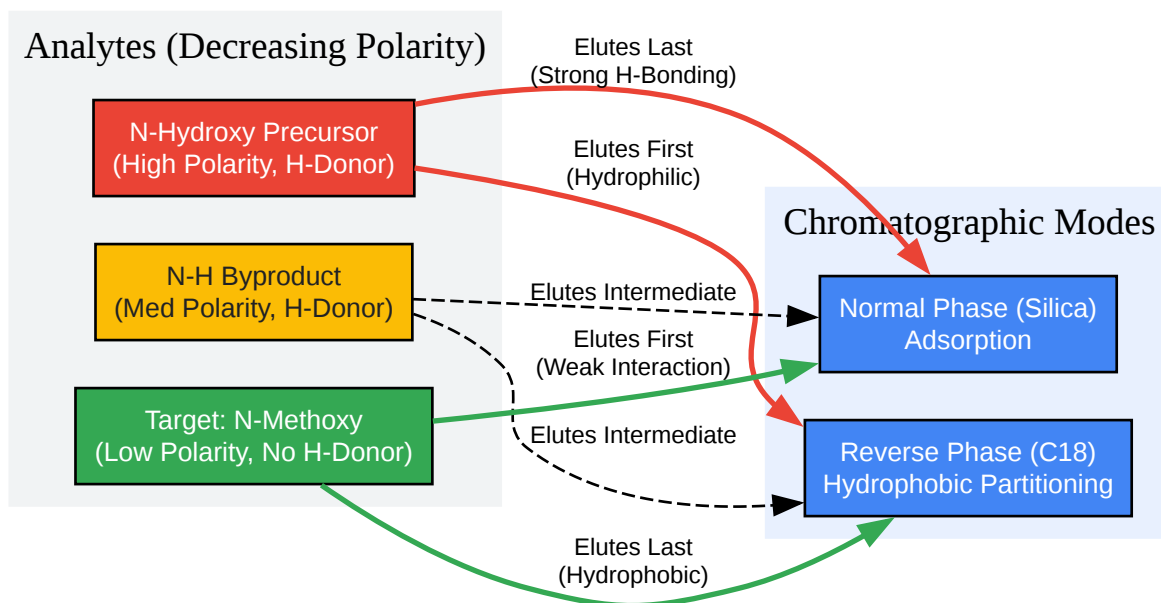 Analytes (Decreasing Polarity)
N-Hydroxy Precursor
(High Polarity, H-Donor)
N-H Byproduct
(Med Polarity, H-Donor)
Target: N-Methoxy
(Low Polarity, No H-Donor)
Elutes Last
(Strong H-Bonding)
Elutes First
(Hydrophilic)
Elutes Intermediate
Elutes First
(Weak Interaction)
Elutes Intermediate
Elutes Last
(Hydrophobic)
Chromatographic Modes
Normal Phase (Silica)
Adsorption
Reverse Phase (C18)
Hydrophobic Partitioning